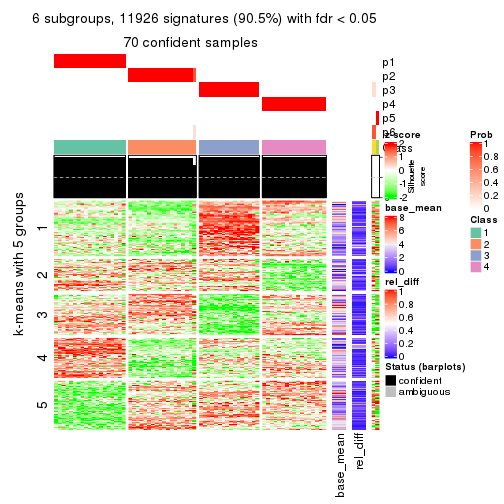 6 subgroups, 11926 signatures (90.5%) with fdr < 0.05
70 confident samples
p1
p2
p3
p4
p5
p6
Class
Silhouette
score
k-means with 5 groups
1
2
3
4
5
base_mean
rel_diff
z-score
2
1
0
-1
-2
base_mean
8
6
4
2
0
rel_diff
1
0.8
0.6
0.4
0.2
0
Status (barplots)
confident
ambiguous
Prob
1
0.8
0.6
0.4
0.2
0
Class
1
2
3
4